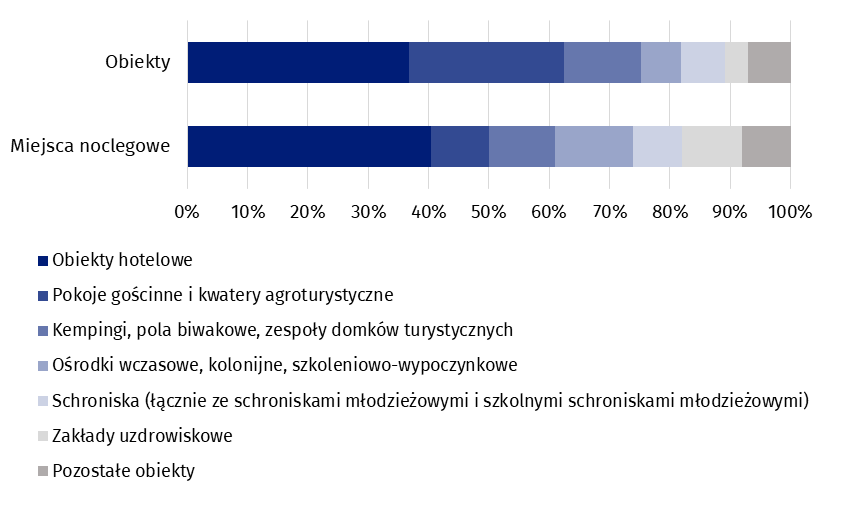 Obiekty
Miejsca noclegowe
0% 10% 20% 30% 40% 50% 60% 70% 80% 90% 100%
Obiekty hotelowe
Pokoje gościnne i kwatery agroturystyczne
Kempingi, pola biwakowe, zespoły domków turystycznych
Ośrodki wczasowe, kolonijne, szkoleniowo-wypoczynkowe
Schroniska (łącznie ze schroniskami młodzieżowymi i szkolnymi schroniskami młodzieżowymi)
Zakłady uzdrowiskowe
Pozostałe obiekty